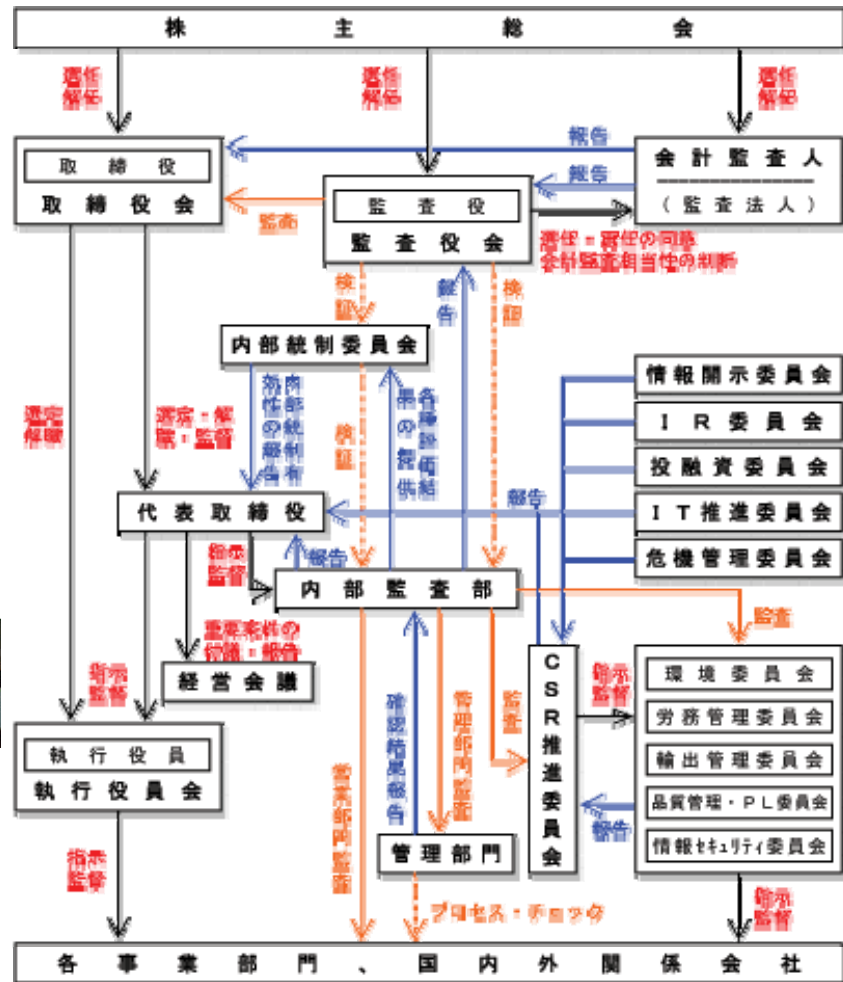 株主総会
選任
解任
選任
解任
選任
解任
取締役
取締役会
報告
報告
会計監査人
(監査法人)
監査
監査役
監査役会
選任・解任の同意
会計監査相当性の判断
検証
報告
検証
内部統制委員会
情報開示委員会
IR委員会
投融資委員会
IT推進委員会
危機管理委員会
選定
解職
選定・解
職・監督
内部統制有
効性の報告
検証
各種評価結
果の提供
代表取締役
報告
指示
監督
報告
内部監査部
監査
重要案件の
協議・報告
経営会議
指示
監督
CSR推進委員会
指示
監督
環境委員会
労務管理委員会
輸出管理委員会
品質管理・PL委員会
情報セキュリティ委員会
報告
執行役員
執行役員会
営業部門監査
確認結果報告
管理部門監査
監査
管理部門
指示
監督
プロセス・チェック
指示
監督
各事業部門、国内外関係会社